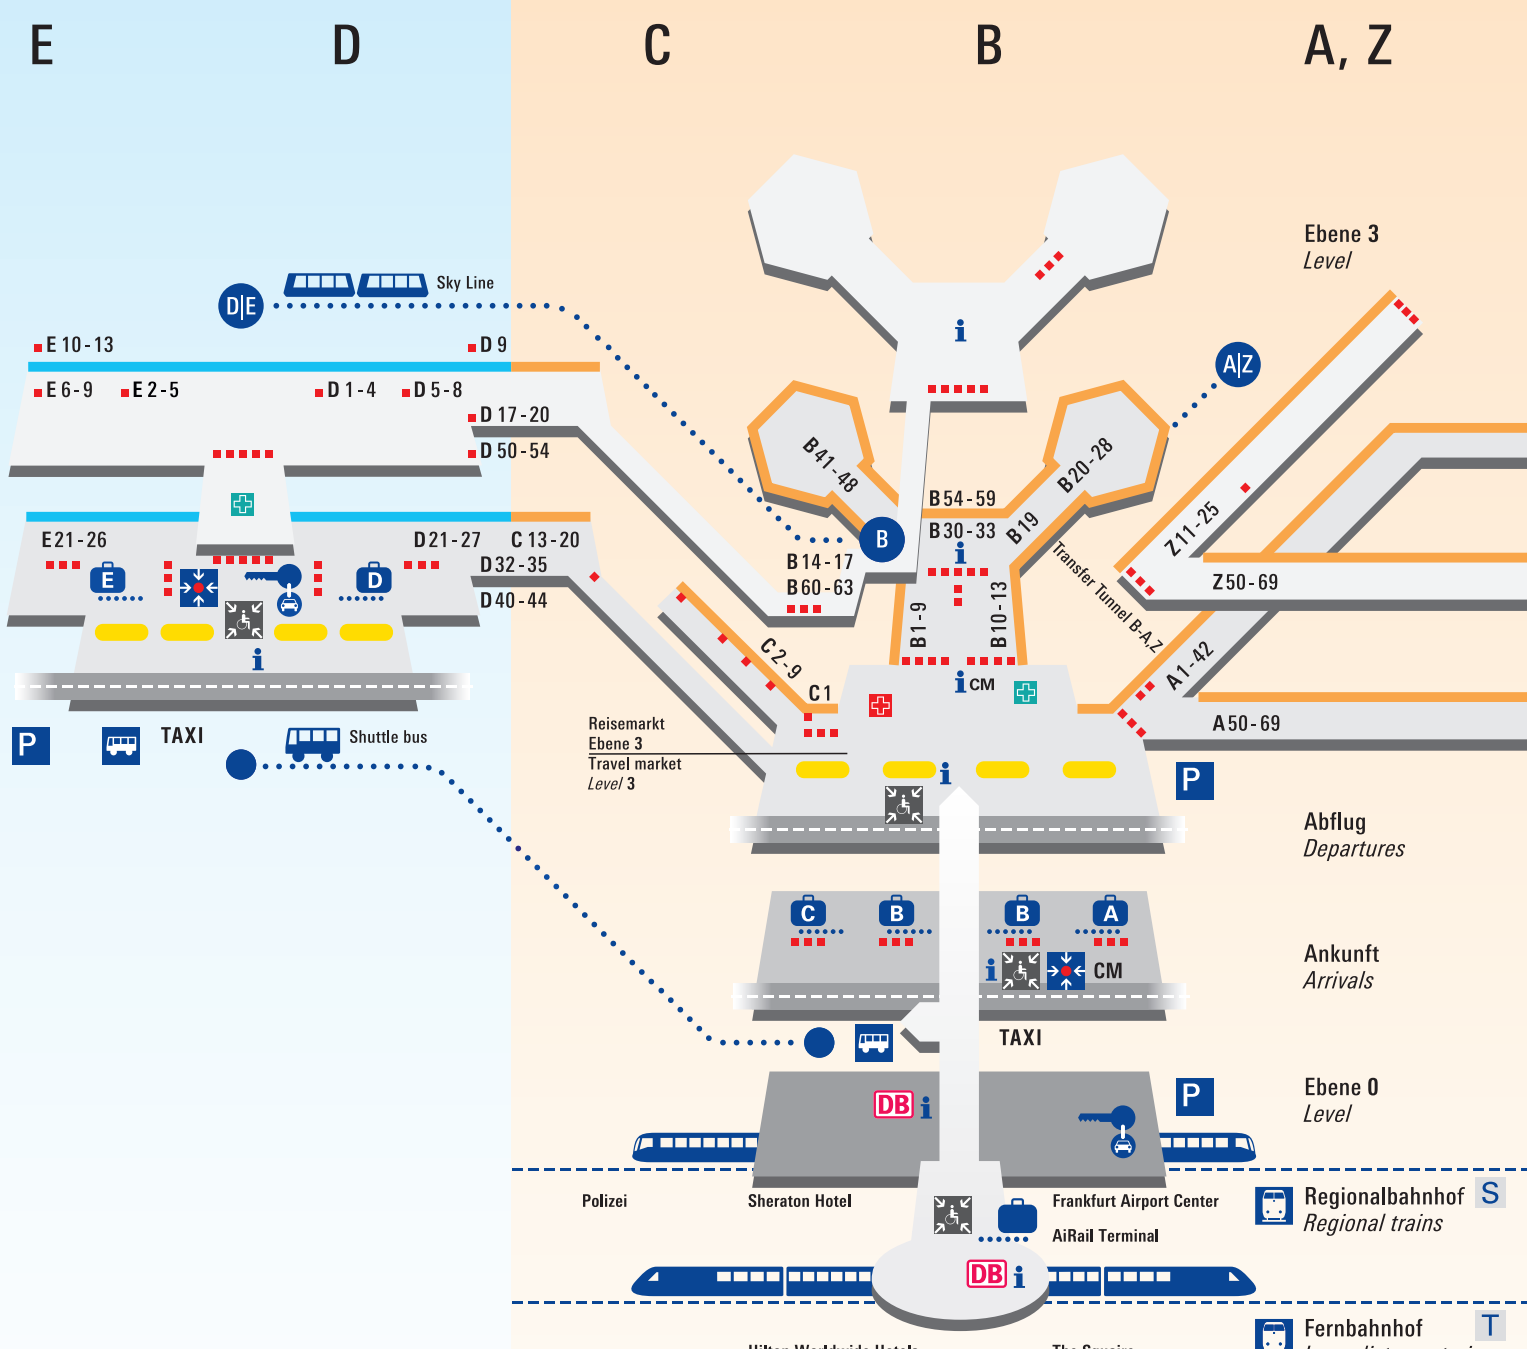 E
D
C
B
A, Z
Ebene 3
Level
Sky Line
D|E
E 10 - 13
D 9
A|Z
E 6 - 9
E 2 - 5
D 1 - 4
D 5 - 8
D 17 - 20
D 50 - 54
B 41 - 48
B 20 - 28
B 54 - 59
B 30 - 33
B 19
B
E 21 - 26
D 21 - 27
C 13 - 20
D 32 - 35
D 40 - 44
E
D
B 14 - 17
B 60 - 63
Z 11 - 25
Z 50 - 69
Transfer Tunnel B-A,Z
B 1 - 9
B 10 - 13
C 2 - 9
C 1
A 1 - 42
A 50 - 69
i
i
i
i CM
P
TAXI
Shuttle bus
Reisemarkt
Ebene 3
Travel market
Level 3
i
P
Abflug
Departures
C
B
B
A
i
CM
Ankunft
Arrivals
TAXI
DB i
P
Ebene 0
Level
Polizei
Sheraton Hotel
Frankfurt Airport Center
AiRail Terminal
Regionalbahnhof S
Regional trains
DB i
Fernbahnhof T